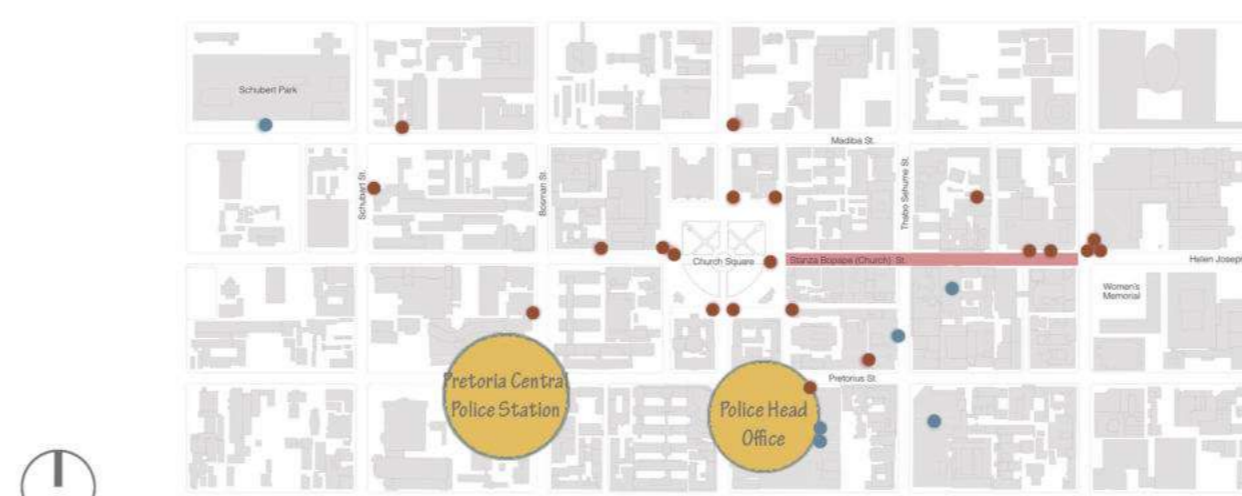 Schubert Park
Madiba St.
Schubart St.
Bosman St.
Thabo Sehume St.
Church Square
Stanza Bopape (Church) St.
Helen Joseph
Women's
Memorial
Pretorius St.
Pretoria Central
Police Station
Police Head
Office